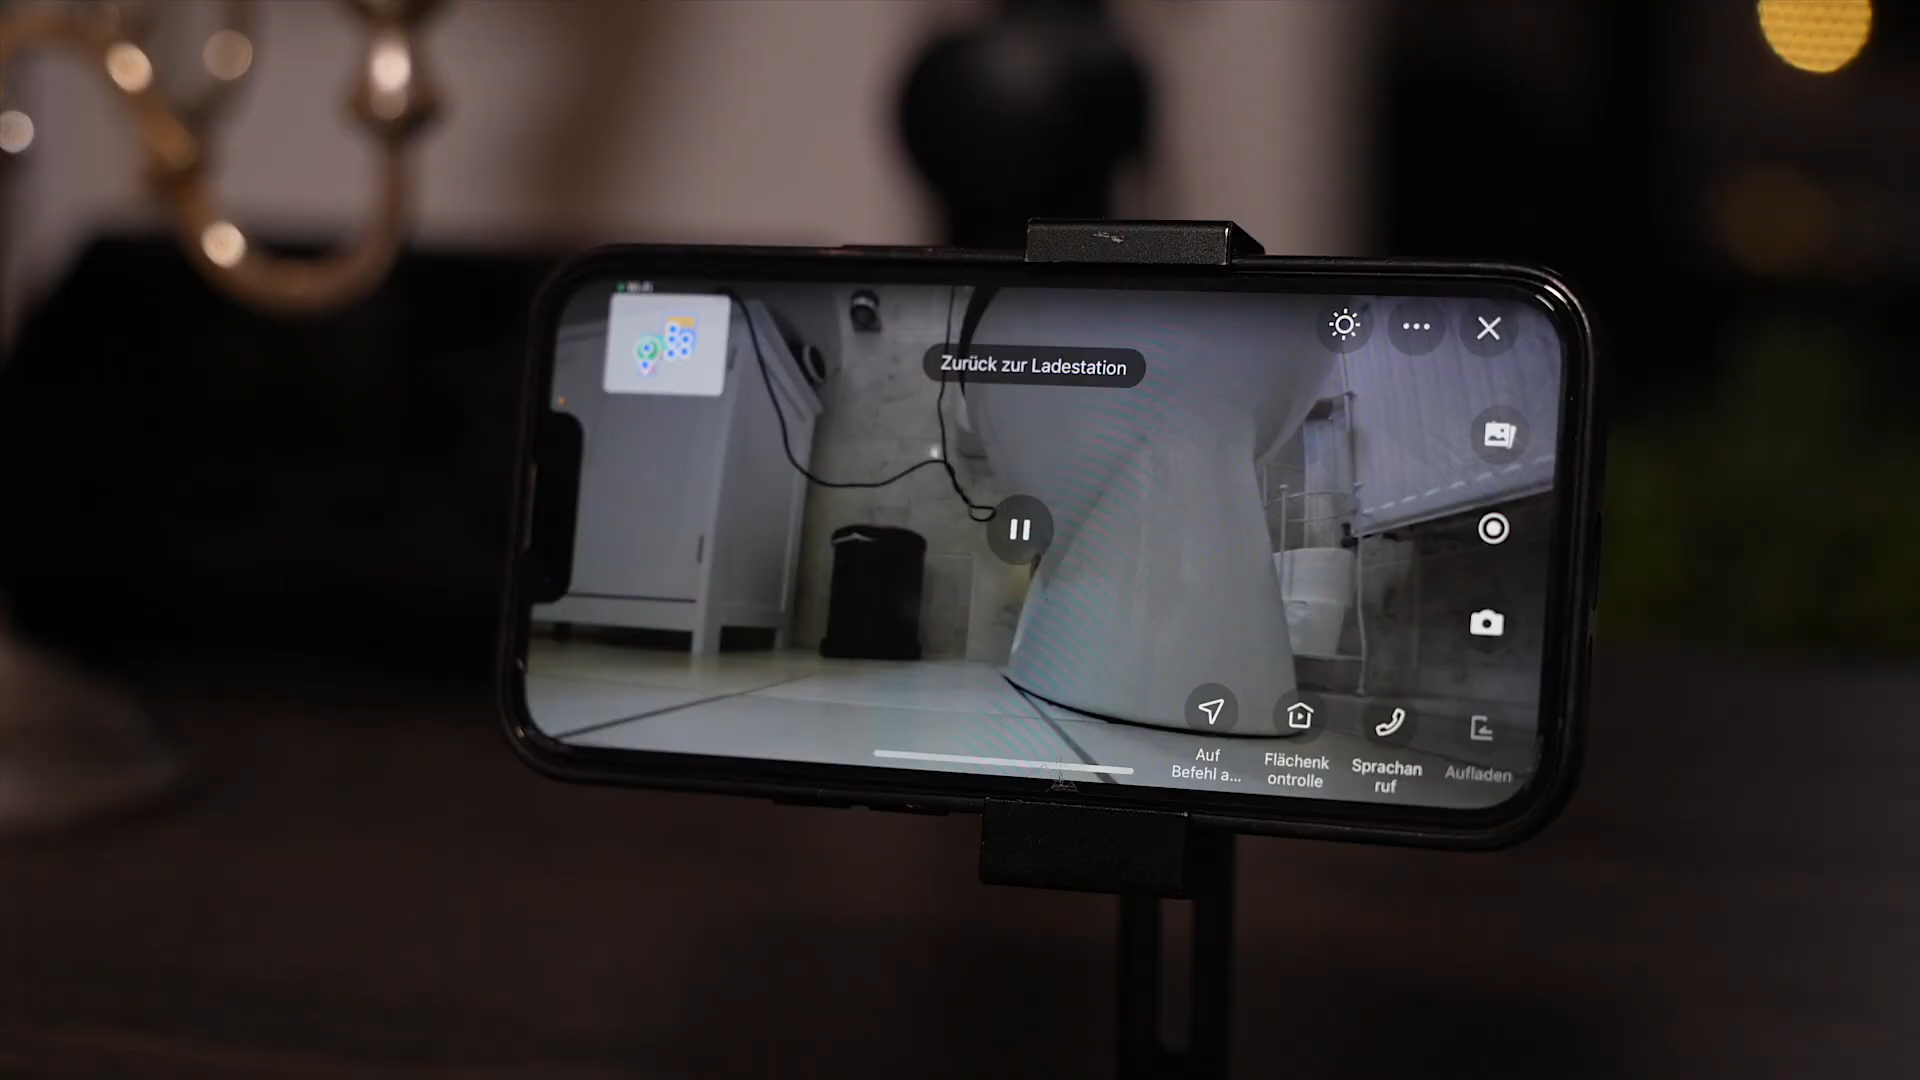 Zurück zur Ladestation
Auf
Befehl a...
Flächenk
ontrolle
Sprachan
ruf
Aufladen